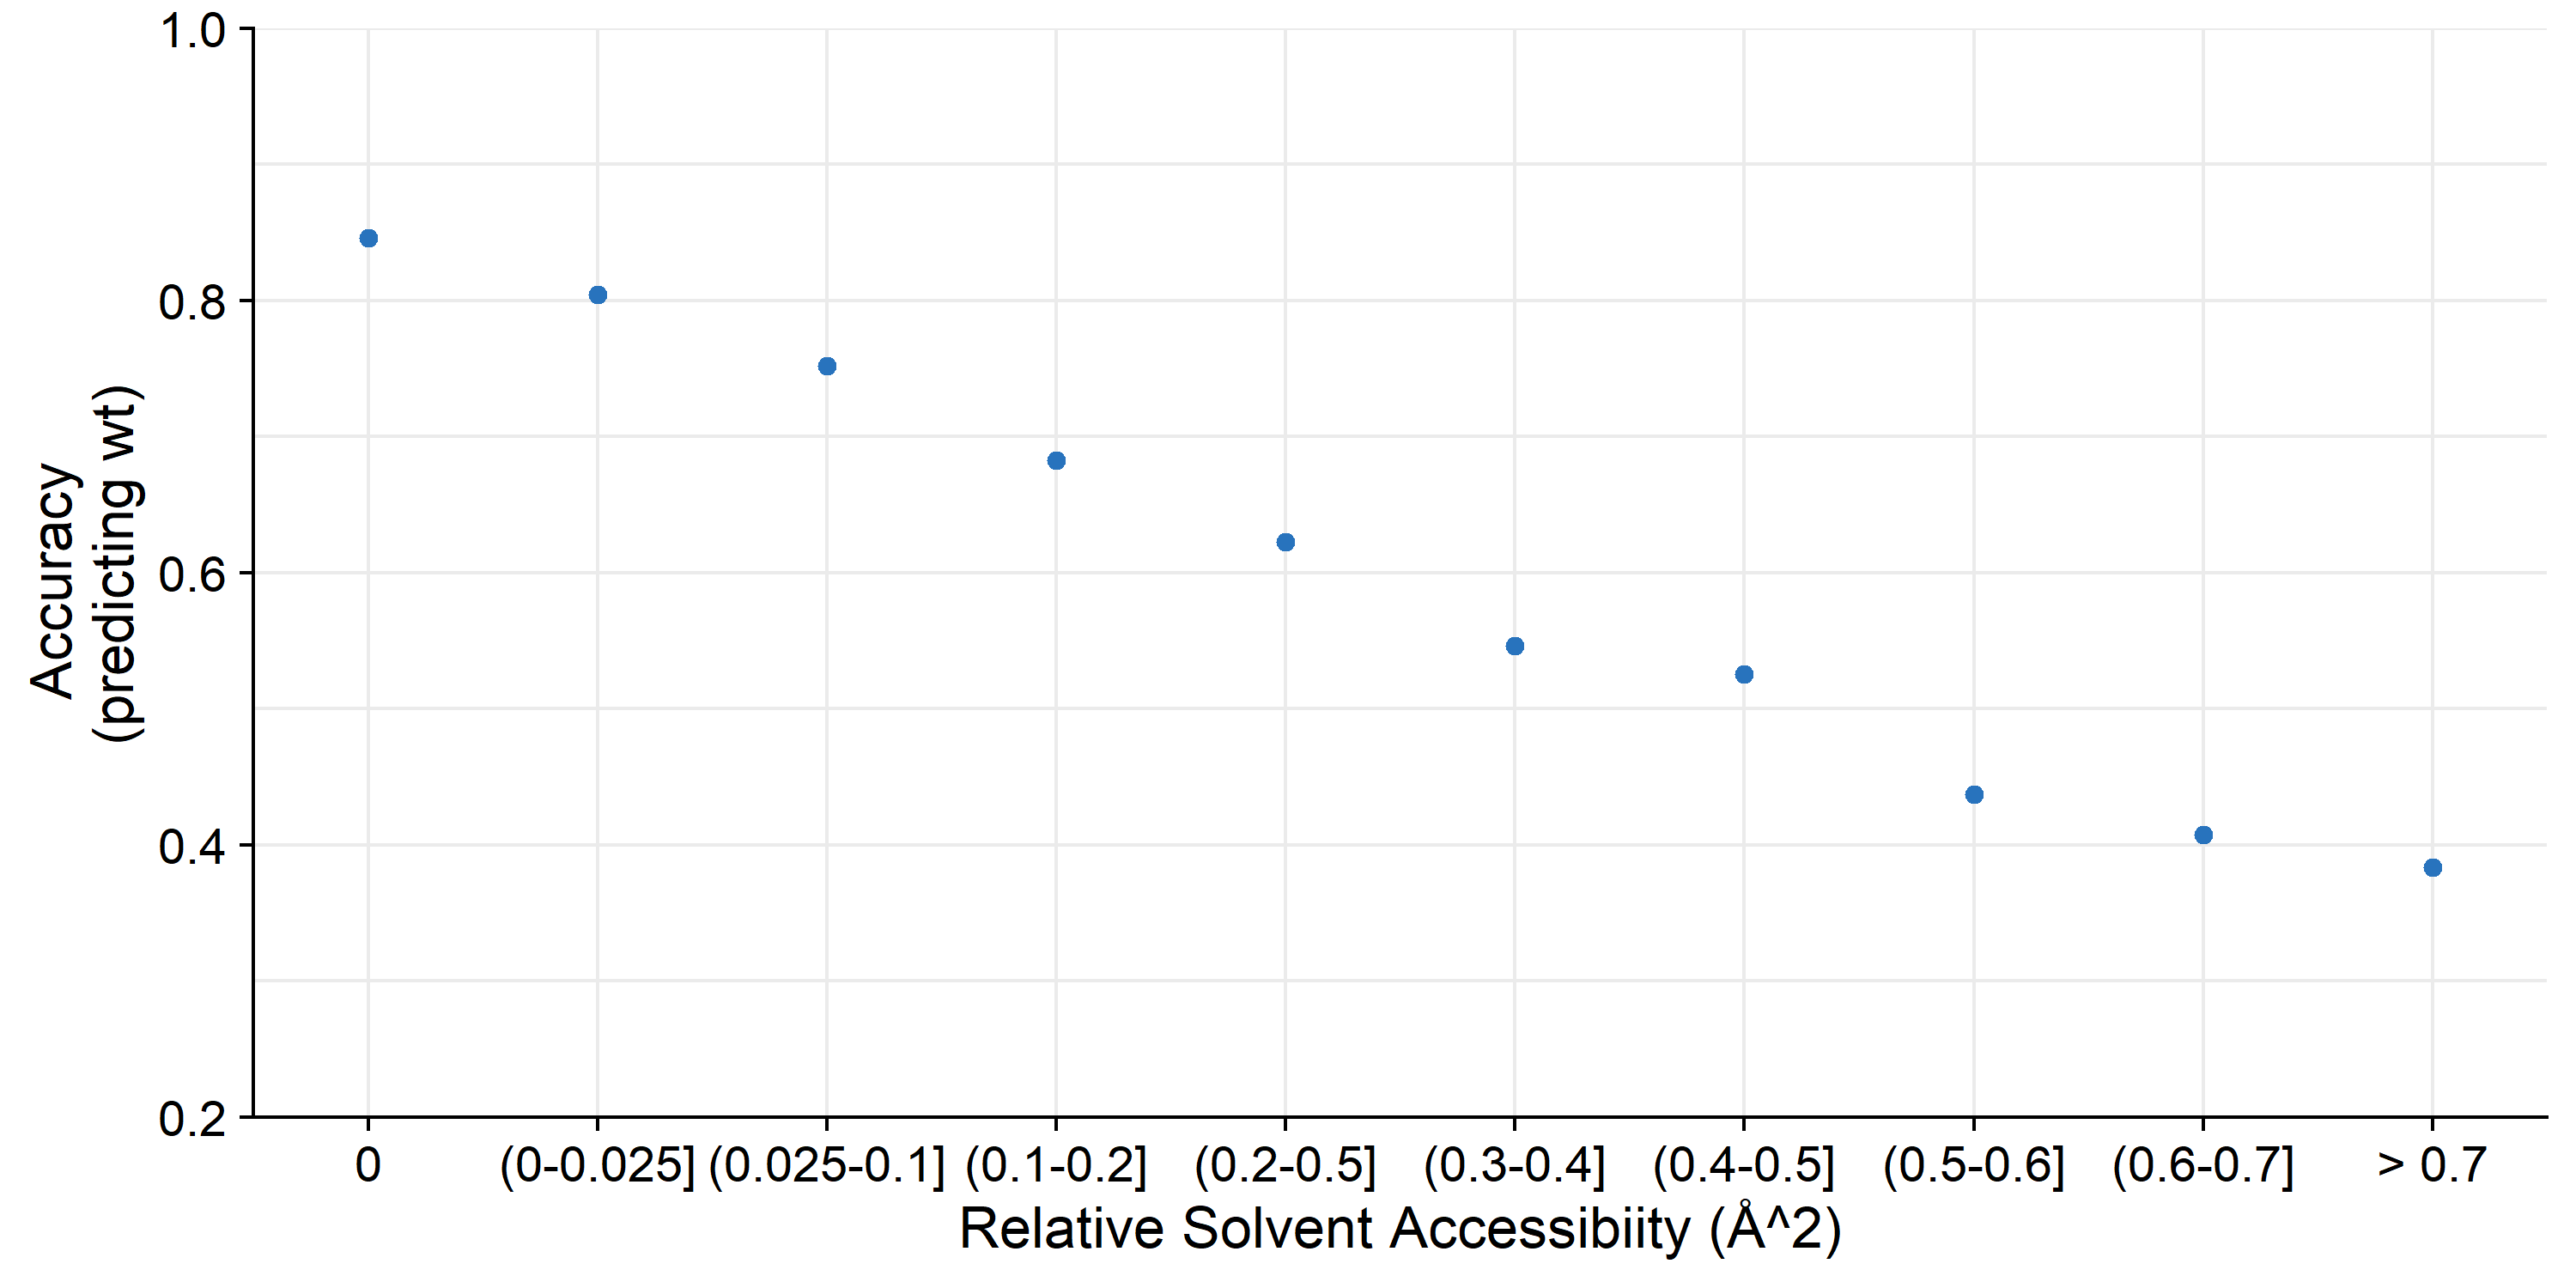 1.0
0.8
0.6
0.4
0.2
Accuracy
(predicting wt)
0 (0-0.025] (0.025-0.1] (0.1-0.2] (0.2-0.5] (0.3-0.4] (0.4-0.5] (0.5-0.6] (0.6-0.7] > 0.7
Relative Solvent Accessibiity (Å^2)